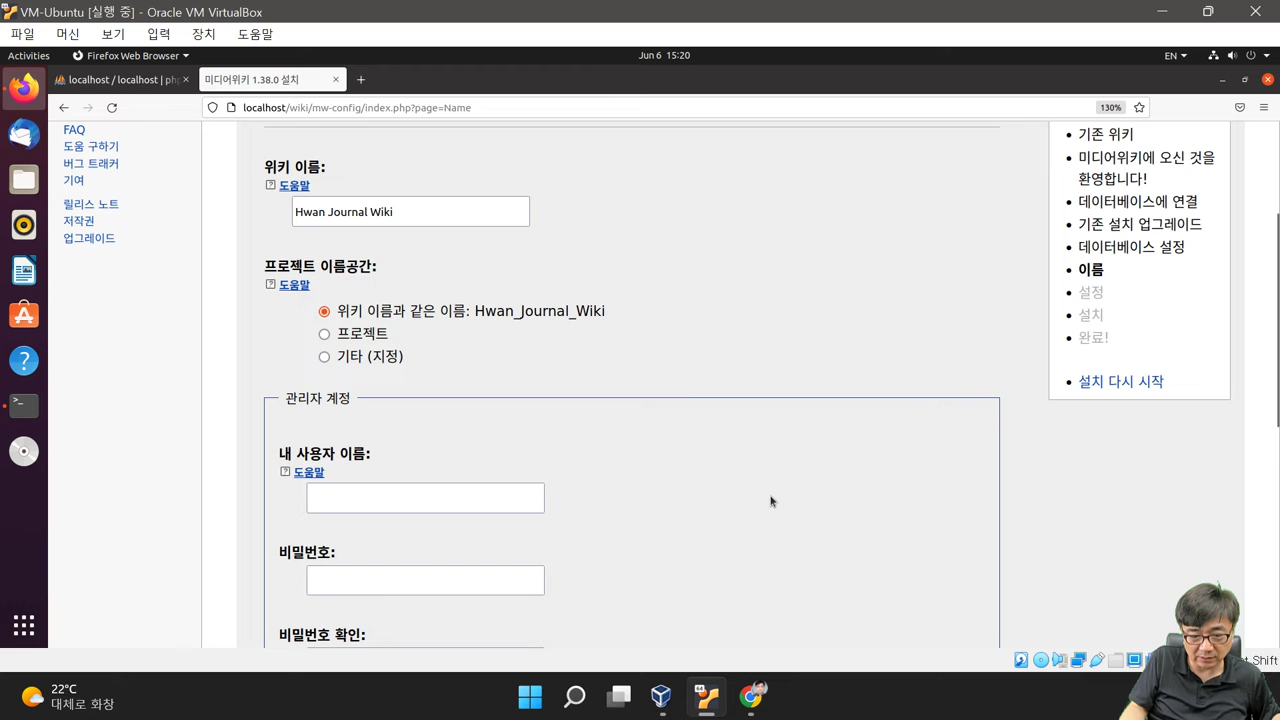 VM-Ubuntu [실행 중] - Oracle VM VirtualBox
파일 머신 보기 입력 장치 도움말
Activities Firefox Web Browser Jun 6 15:20 EN
localhost / localhost | ph 미디어위키 1.38.0 설치
localhost/wiki/mw-config/index.php?page=Name 130%
FAQ
도움 구하기
버그 트래커
기여
릴리스 노트
저작권
업그레이드
위키 이름:
도움말
Hwan Journal Wiki
프로젝트 이름공간:
도움말
위키 이름과 같은 이름: Hwan_Journal_Wiki
프로젝트
기타 (지정)
관리자 계정
내 사용자 이름:
도움말
비밀번호:
비밀번호 확인:
기존 위키
미디어위키에 오신 것을
환영합니다!
데이터베이스에 연결
기존 설치 업그레이드
데이터베이스 설정
이름
설정
설치
완료!
설치 다시 시작
Shift
22°C
대체로 화창